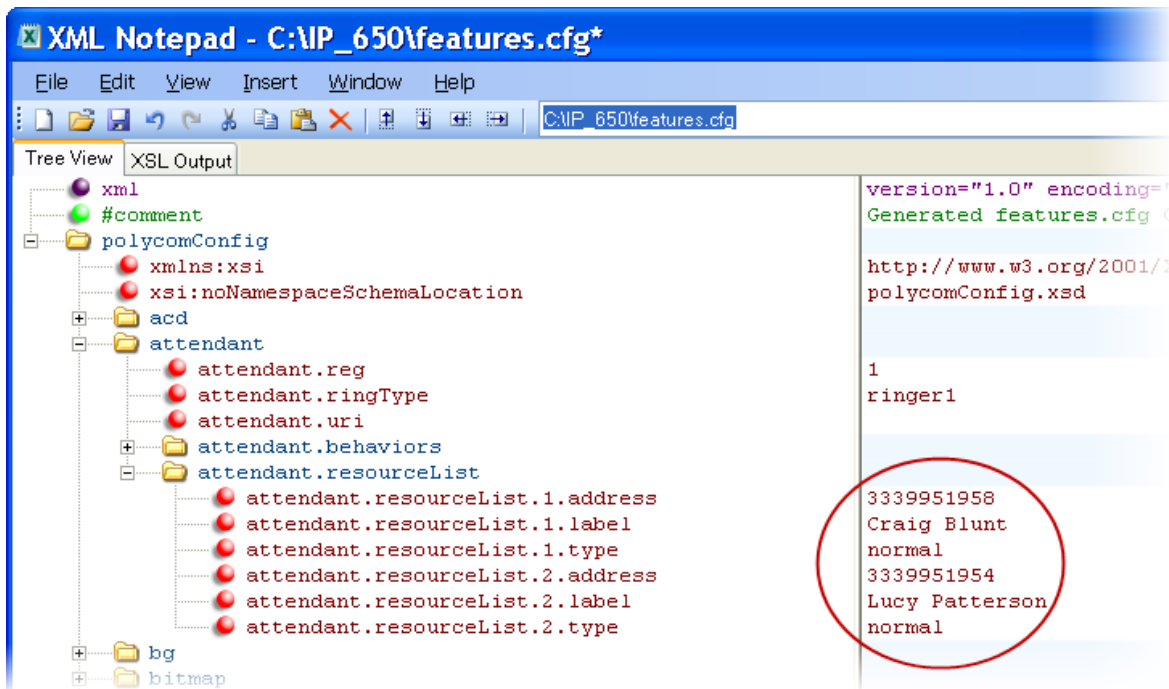 XML Notepad - C:\IP_650\features.cfg*
File Edit View Insert Window Help
C:\IP_650\features.cfg
Tree View XSL Output
xml version="1.0" encoding="
#comment Generated features.cfg
polycomConfig
xmlns:xsi http://www.w3.org/2001/
xsi:noNamespaceSchemaLocation polycomConfig.xsd
acd
attendant
attendant.reg 1
attendant.ringType ringer1
attendant.uri
attendant.behaviors
attendant.resourceList
attendant.resourceList.1.address 3339951958
attendant.resourceList.1.label Craig Blunt
attendant.resourceList.1.type normal
attendant.resourceList.2.address 3339951954
attendant.resourceList.2.label Lucy Patterson
attendant.resourceList.2.type normal
bg
bitmap